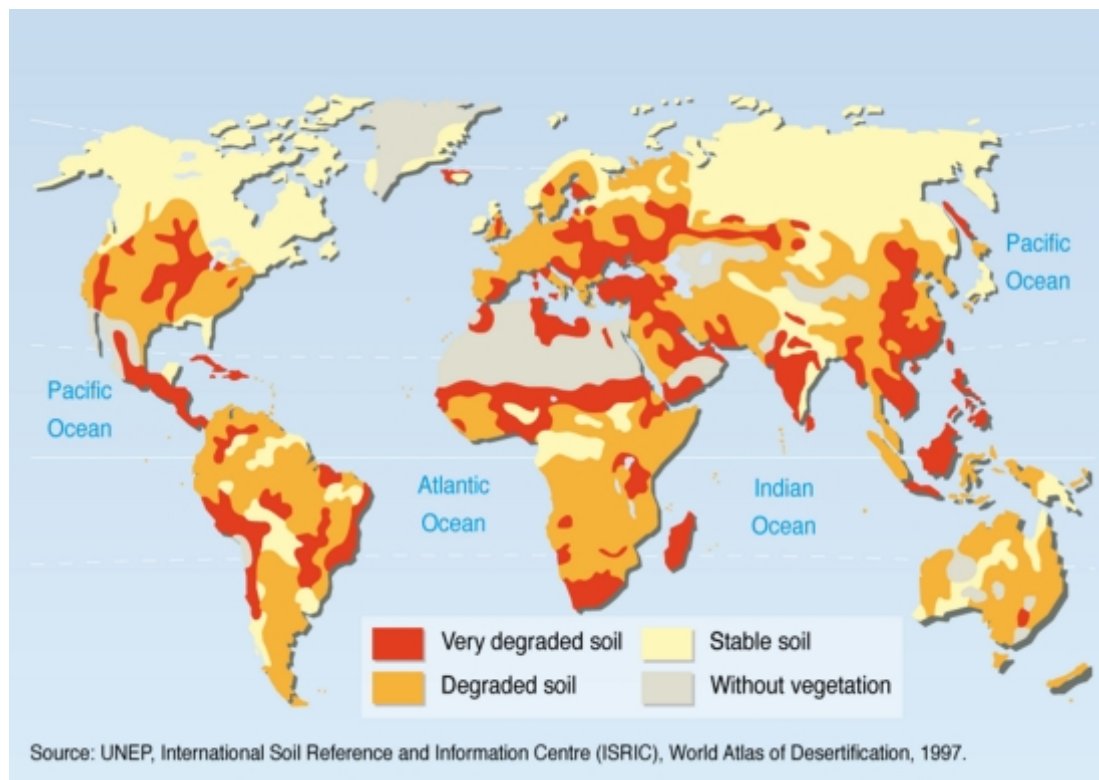 Pacific
Ocean
Pacific
Ocean
Atlantic
Ocean
Indian
Ocean
Very degraded soil
Stable soil
Degraded soil
Without vegetation
Source: UNEP, International Soil Reference and Information Centre (ISRIC), World Atlas of Desertification, 1997.